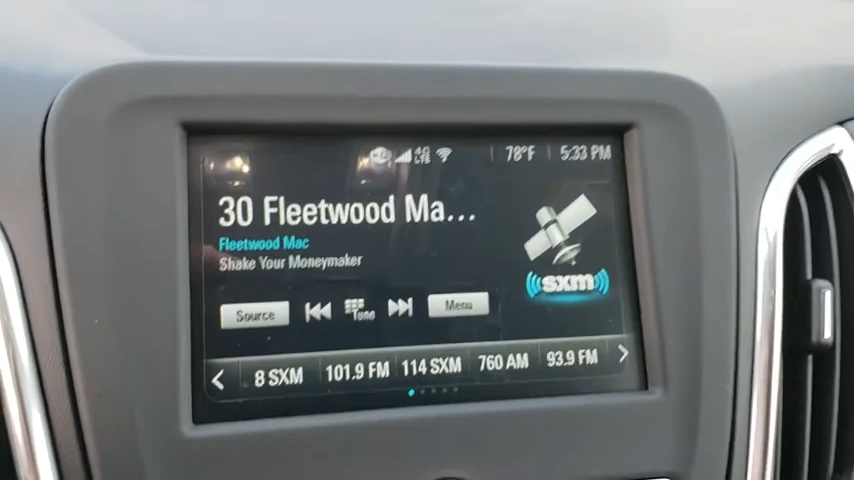 4G LTE 78°F 5:33 PM
30 Fleetwood Ma...
Fleetwood Mac
Shake Your Moneymaker
sxm
Source Tune Menu
8 SXM 101.9 FM 114 SXM 760 AM 93.9 FM